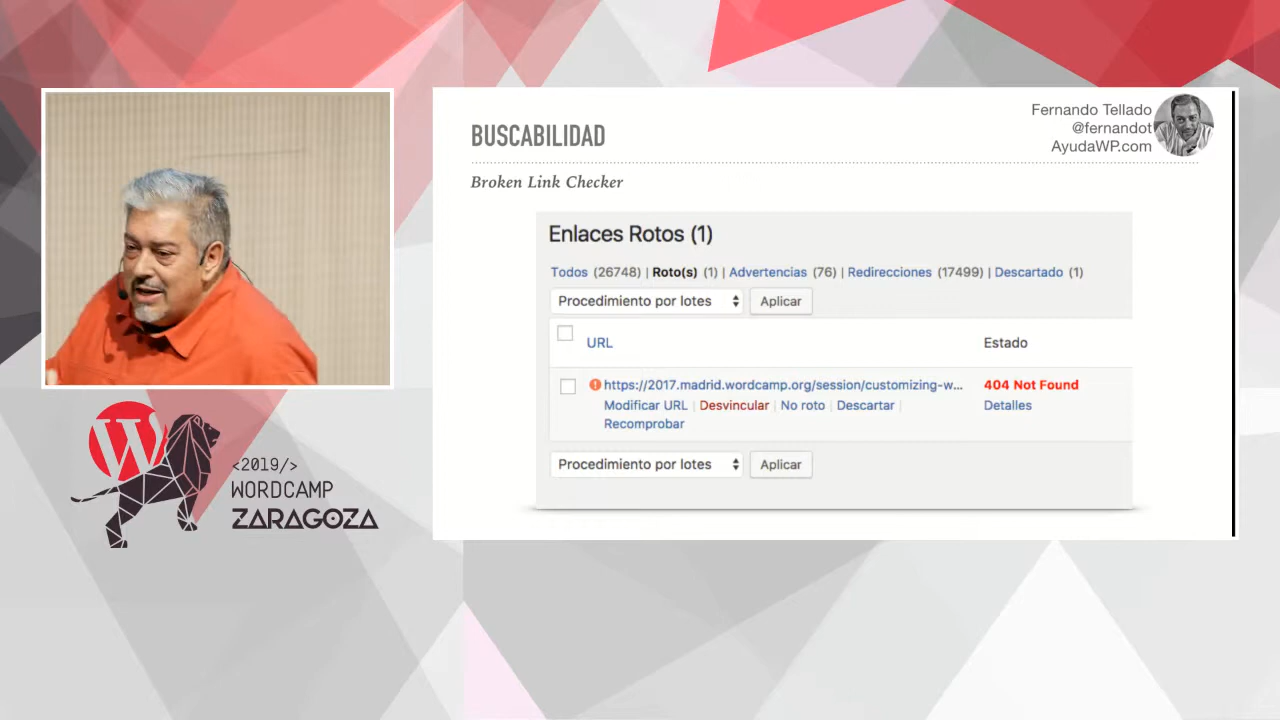 BUSCABILIDAD
Fernando Tellado
@fernandot
AyudaWP.com
Broken Link Checker
Enlaces Rotos (1)
Todos (26748) | Roto(s) (1) | Advertencias (76) | Redirecciones (17499) | Descartado (1)
Procedimiento por lotes Aplicar
URL Estado
https://2017.madrid.wordcamp.org/session/customizing-w... 404 Not Found
Modificar URL | Desvincular | No roto | Descartar | Detalles
Recomprobar
Procedimiento por lotes Aplicar
W
<2019/>
WORDCAMP
ZARAGOZA